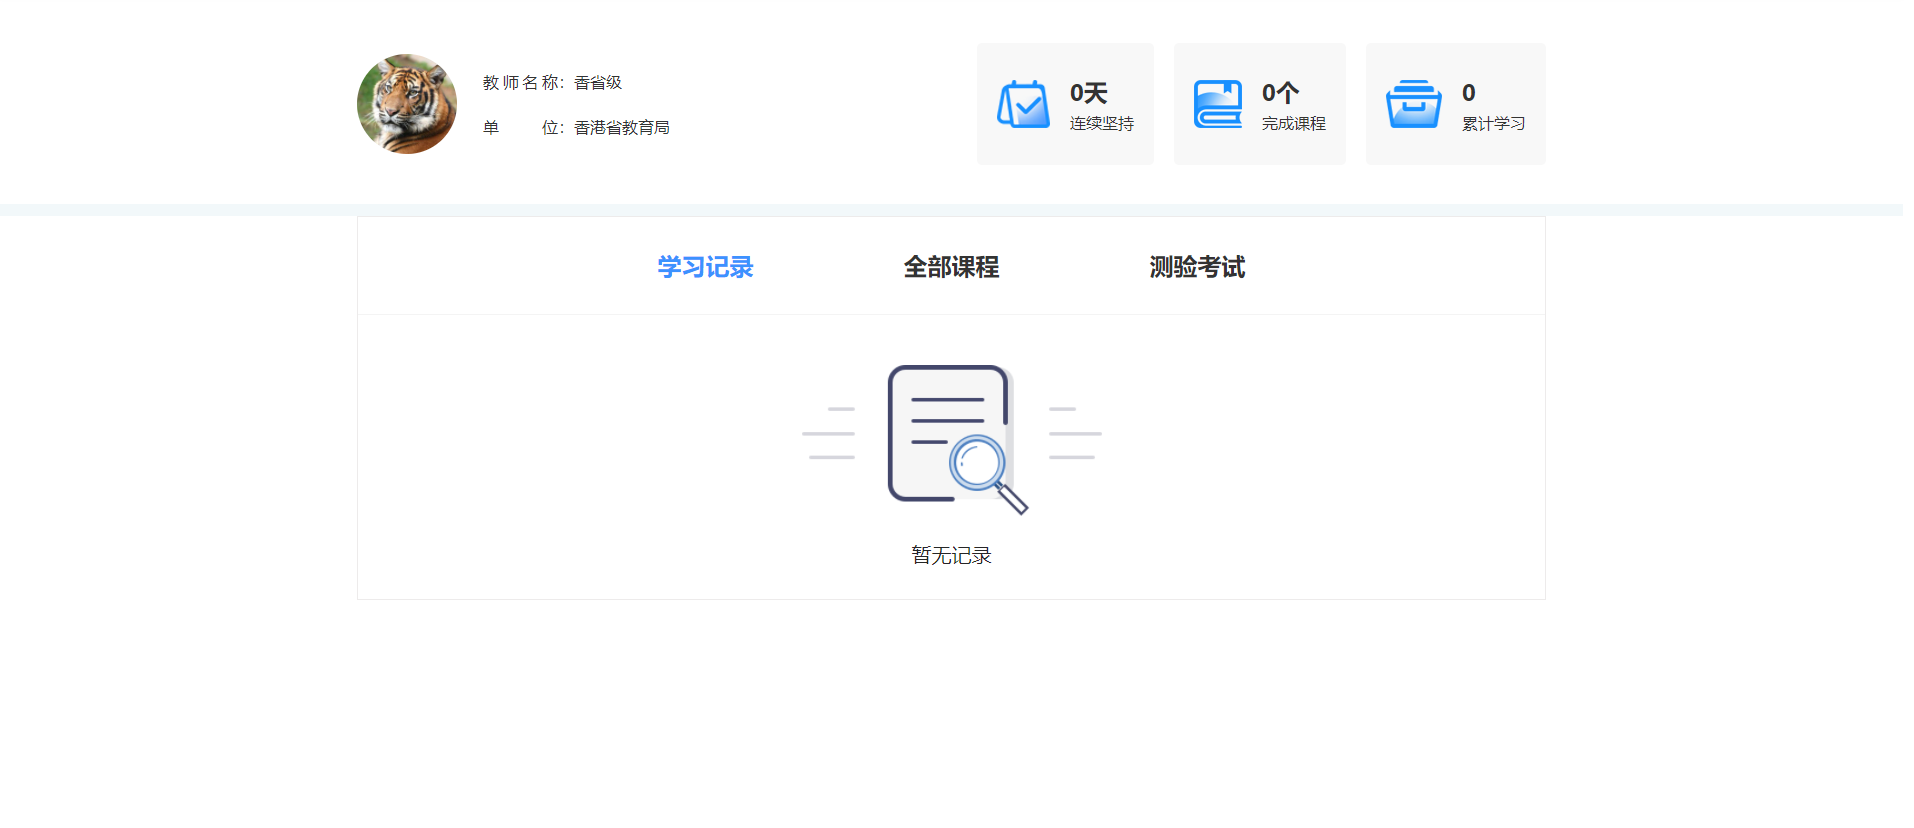 教师名称：香省级
单位：香港省教育局
0天
连续坚持
0个
完成课程
0
累计学习
学习记录
全部课程
测验考试
暂无记录